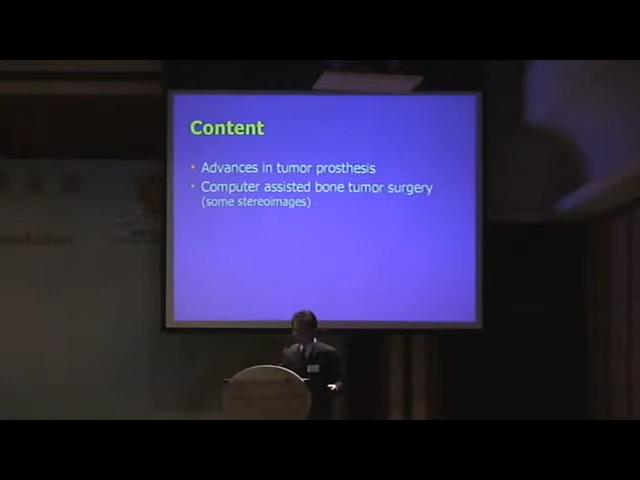 Content
• Advances in tumor prosthesis
• Computer assisted bone tumor surgery
(some stereoimages)